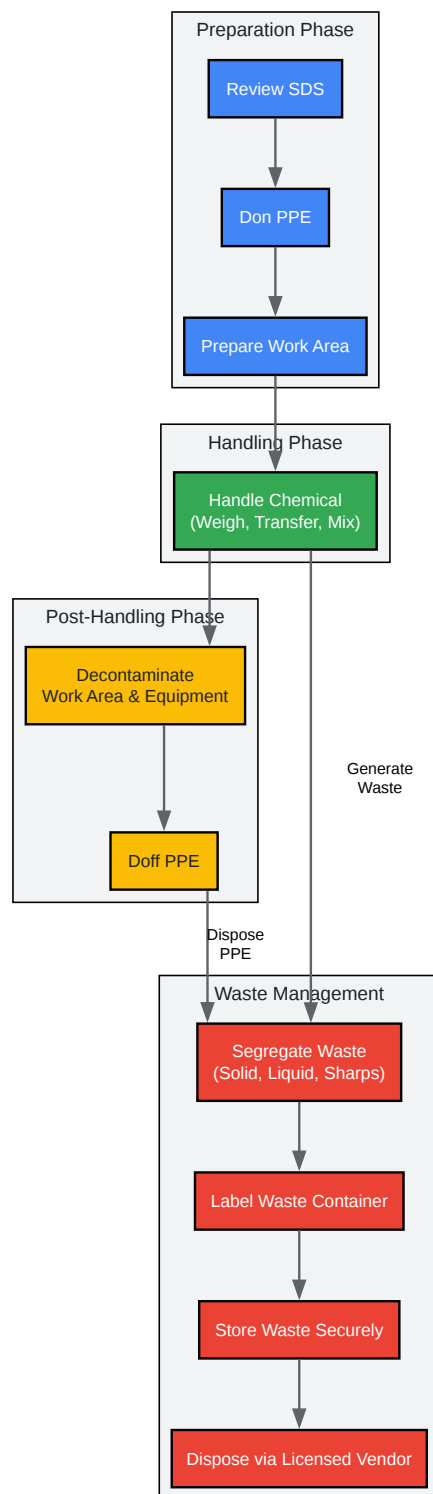 Preparation Phase
Review SDS
Don PPE
Prepare Work Area
Handling Phase
Handle Chemical
(Weigh, Transfer, Mix)
Post-Handling Phase
Decontaminate
Work Area & Equipment
Generate
Waste
Doff PPE
Dispose
PPE
Waste Management
Segregate Waste
(Solid, Liquid, Sharps)
Label Waste Container
Store Waste Securely
Dispose via Licensed Vendor